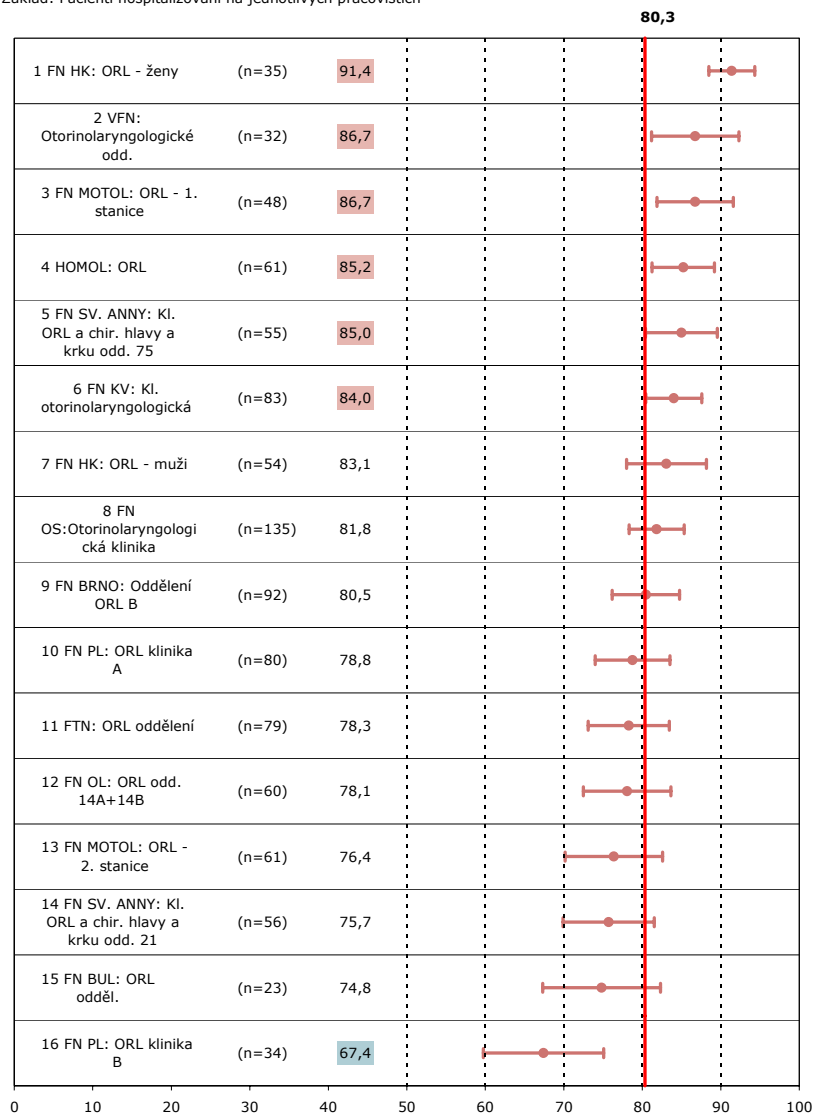 Základ: Pacienti hospitalizovaní na jednotlivých pracovištích
80,3
1 FN HK: ORL - ženy (n=35) 91,4
2 VFN:
Otorinolaryngologické (n=32) 86,7
odd.
3 FN MOTOL: ORL - 1. (n=48) 86,7
stanice
4 HOMOL: ORL (n=61) 85,2
5 FN SV. ANNY: Kl.
ORL a chir. hlavy a (n=55) 85,0
krku odd. 75
6 FN KV: Kl. (n=83) 84,0
otorinolaryngologická
7 FN HK: ORL - muži (n=54) 83,1
8 FN
OS:Otorinolaryngologi (n=135) 81,8
cká klinika
9 FN BRNO: Oddělení (n=92) 80,5
ORL B
10 FN PL: ORL klinika (n=80) 78,8
A
11 FTN: ORL oddělení (n=79) 78,3
12 FN OL: ORL odd. (n=60) 78,1
14A+14B
13 FN MOTOL: ORL - (n=61) 76,4
2. stanice
14 FN SV. ANNY: Kl.
ORL a chir. hlavy a (n=56) 75,7
krku odd. 21
15 FN BUL: ORL (n=23) 74,8
odděl.
16 FN PL: ORL klinika (n=34) 67,4
B
0 10 20 30 40 50 60 70 80 90 100